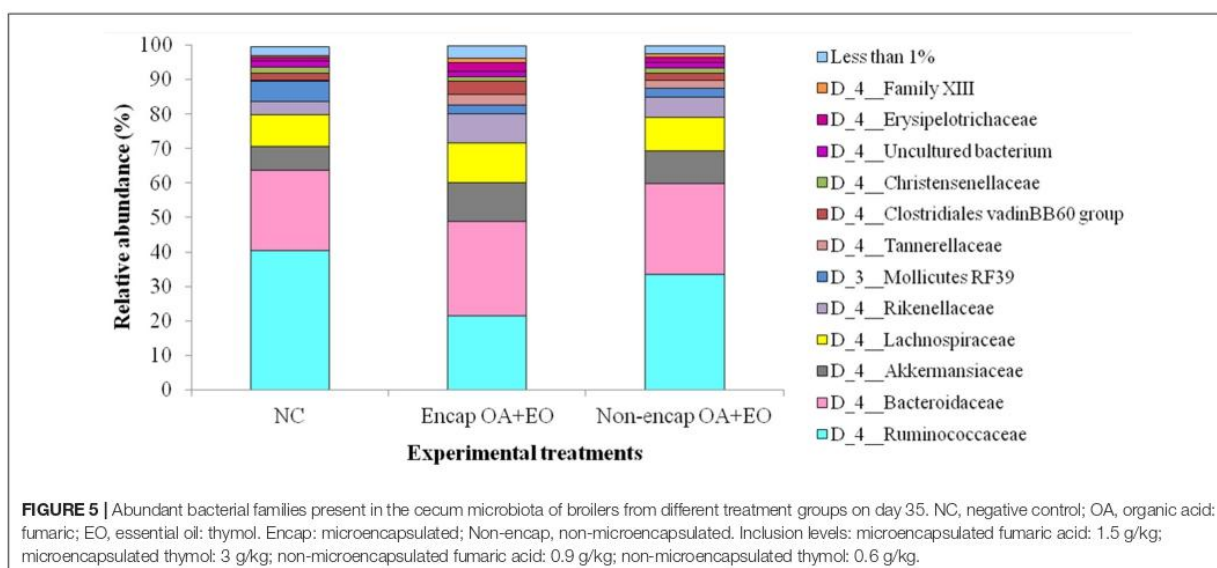 100
90
80
70
60
50
40
30
20
10
0
Relative abundance (%)
NC
Encap OA+EO
Non-encap OA+EO
Experimental treatments
Less than 1%
D_4__Family XIII
D_4__Erysipelotrichaceae
D_4__Uncultured bacterium
D_4__Christensenellaceae
D_4__Clostridiales vadinBB60 group
D_4__Tannerellaceae
D_3__Mollicutes RF39
D_4__Rikenellaceae
D_4__Lachnospiraceae
D_4__Akkermansiaceae
D_4__Bacteroidaceae
D_4__Ruminococcaceae
FIGURE 5 | Abundant bacterial families present in the cecum microbiota of broilers from different treatment groups on day 35. NC, negative control; OA, organic acid:
fumaric; EO, essential oil: thymol. Encap: microencapsulated; Non-encap, non-microencapsulated. Inclusion levels: microencapsulated fumaric acid: 1.5 g/kg;
microencapsulated thymol: 3 g/kg; non-microencapsulated fumaric acid: 0.9 g/kg; non-microencapsulated thymol: 0.6 g/kg.